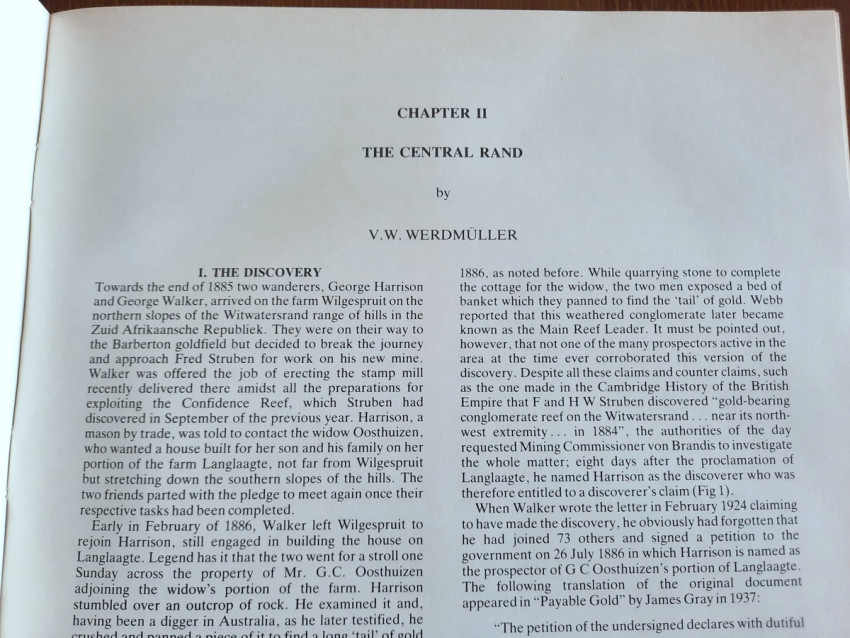 CHAPTER II
THE CENTRAL RAND
by
V.W. WERDMÜLLER
I. THE DISCOVERY
Towards the end of 1885 two wanderers, George Harrison
and George Walker, arrived on the farm Wilgespruit on the
northern slopes of the Witwatersrand range of hills in the
Zuid Afrikaansche Republiek. They were on their way to
the Barberton goldfield but decided to break the journey
and approach Fred Struben for work on his new mine.
Walker was offered the job of erecting the stamp mill
recently delivered there amidst all the preparations for
exploiting the Confidence Reef, which Struben had
discovered in September of the previous year. Harrison, a
mason by trade, was told to contact the widow Oosthuizen,
who wanted a house built for her son and his family on her
portion of the farm Langlaagte, not far from Wilgespruit
but stretching down the southern slopes of the hills. The
two friends parted with the pledge to meet again once their
respective tasks had been completed.
Early in February of 1886, Walker left Wilgespruit to
rejoin Harrison, still engaged in building the house on
Langlaagte. Legend has it that the two went for a stroll one
Sunday across the property of Mr. G.C. Oosthuizen
adjoining the widow's portion of the farm. Harrison
stumbled over an outcrop of rock. He examined it and,
having been a digger in Australia, as he later testified, he
crushed and panned a piece of it to find a long 'tail' of gold
1886, as noted before. While quarrying stone to complete
the cottage for the widow, the two men exposed a bed of
banket which they panned to find the 'tail' of gold. Webb
reported that this weathered conglomerate later became
known as the Main Reef Leader. It must be pointed out,
however, that not one of the many prospectors active in the
area at the time ever corroborated this version of the
discovery. Despite all these claims and counter claims, such
as the one made in the Cambridge History of the British
Empire that F and H W Struben discovered "gold-bearing
conglomerate reef on the Witwatersrand . . . near its north-
west extremity . . . in 1884", the authorities of the day
requested Mining Commissioner von Brandis to investigate
the whole matter; eight days after the proclamation of
Langlaagte, he named Harrison as the discoverer who was
therefore entitled to a discoverer's claim (Fig 1).
When Walker wrote the letter in February 1924 claiming
to have made the discovery, he obviously had forgotten that
he had joined 73 others and signed a petition to the
government on 26 July 1886 in which Harrison is named as
the prospector of G C Oosthuizen's portion of Langlaagte.
The following translation of the original document
appeared in "Payable Gold" by James Gray in 1937:
"The petition of the undersigned declares with dutiful